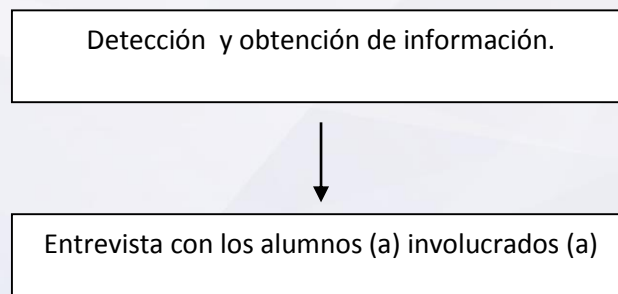 Detección  y obtención de información.
Entrevista con los alumnos (a) involucrados (a)